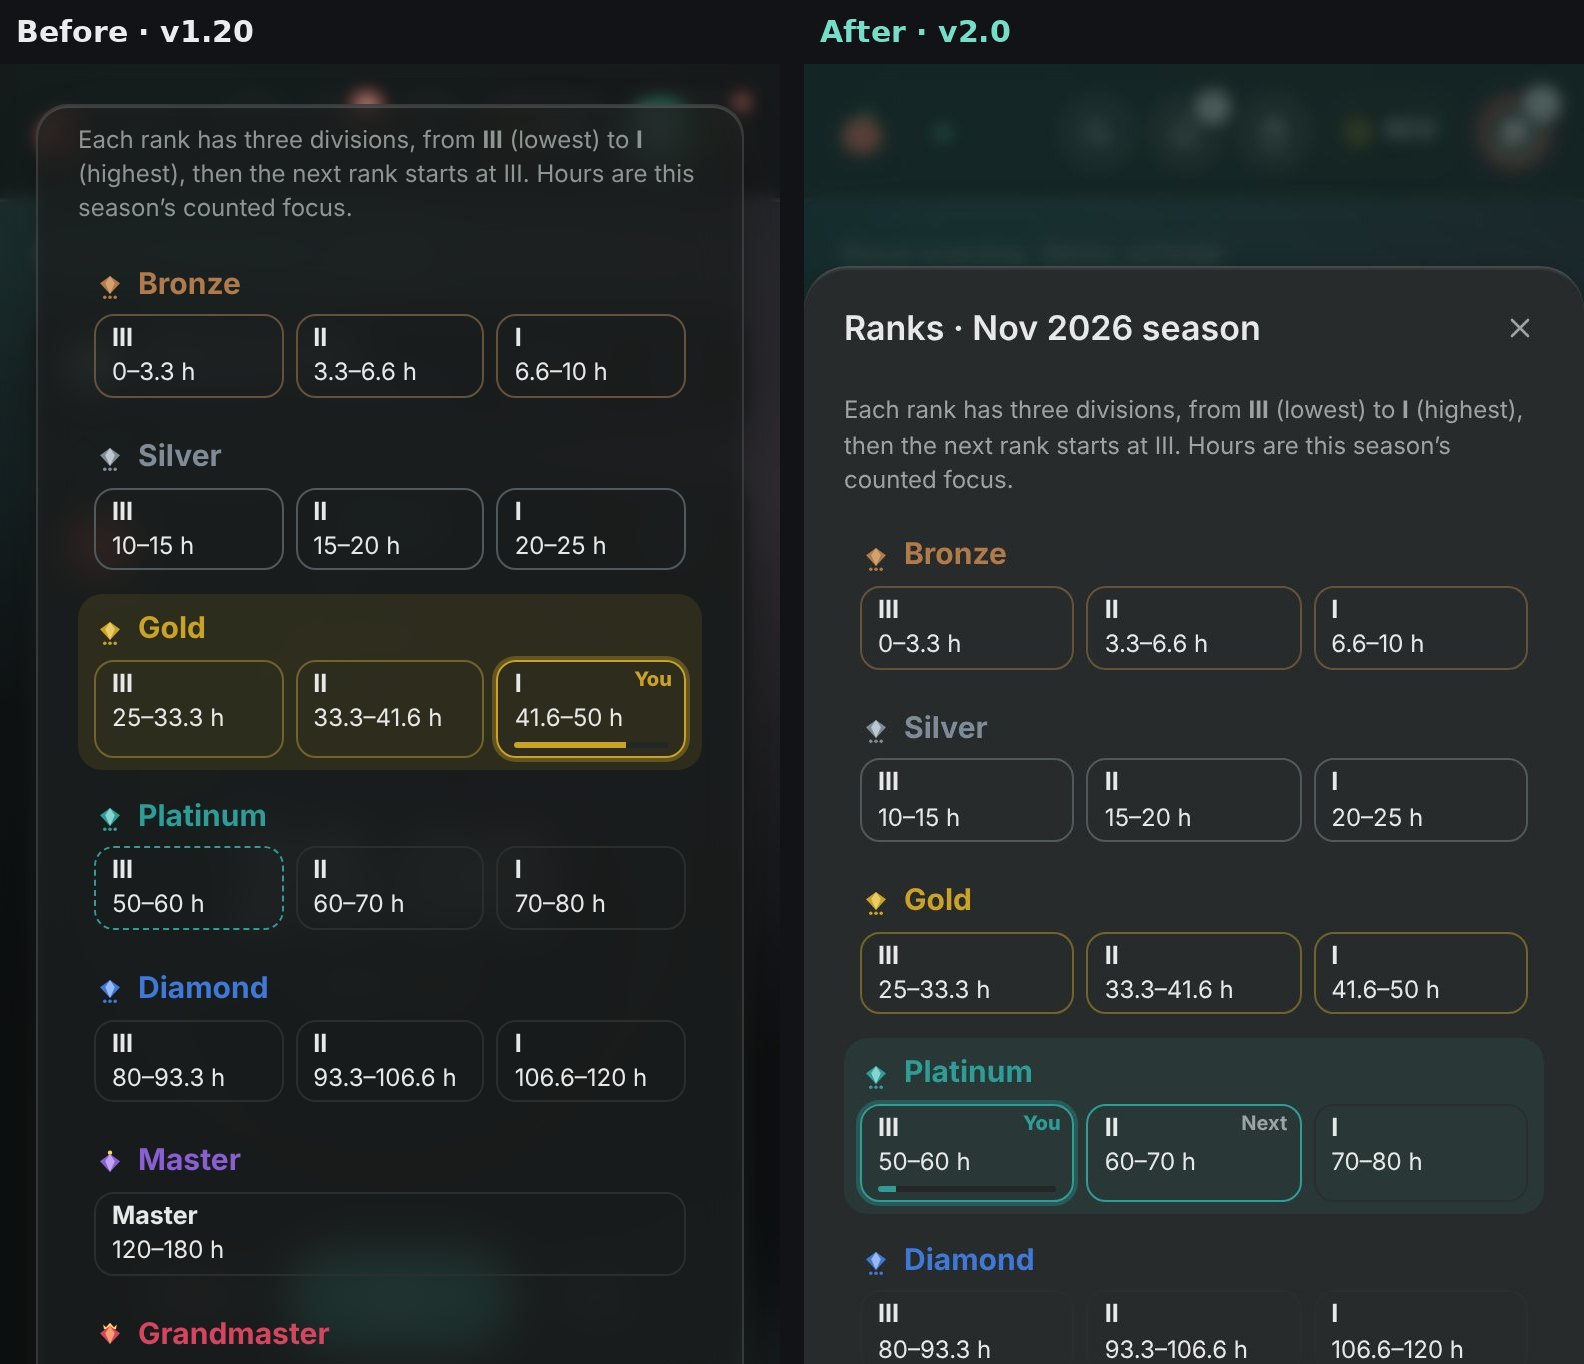 Before · v1.20
Each rank has three divisions, from III (lowest) to I
(highest), then the next rank starts at III. Hours are this
season’s counted focus.
Bronze
III
0–3.3 h
II
3.3–6.6 h
I
6.6–10 h
Silver
III
10–15 h
II
15–20 h
I
20–25 h
Gold
III
25–33.3 h
II
33.3–41.6 h
I
You
41.6–50 h
Platinum
III
50–60 h
II
60–70 h
I
70–80 h
Diamond
III
80–93.3 h
II
93.3–106.6 h
I
106.6–120 h
Master
Master
120–180 h
Grandmaster
After · v2.0
Ranks · Nov 2026 season
Each rank has three divisions, from III (lowest) to I (highest),
then the next rank starts at III. Hours are this season’s
counted focus.
Bronze
III
0–3.3 h
II
3.3–6.6 h
I
6.6–10 h
Silver
III
10–15 h
II
15–20 h
I
20–25 h
Gold
III
25–33.3 h
II
33.3–41.6 h
I
41.6–50 h
Platinum
III
You
50–60 h
II
Next
60–70 h
I
70–80 h
Diamond
III
80–93.3 h
II
93.3–106.6 h
I
106.6–120 h